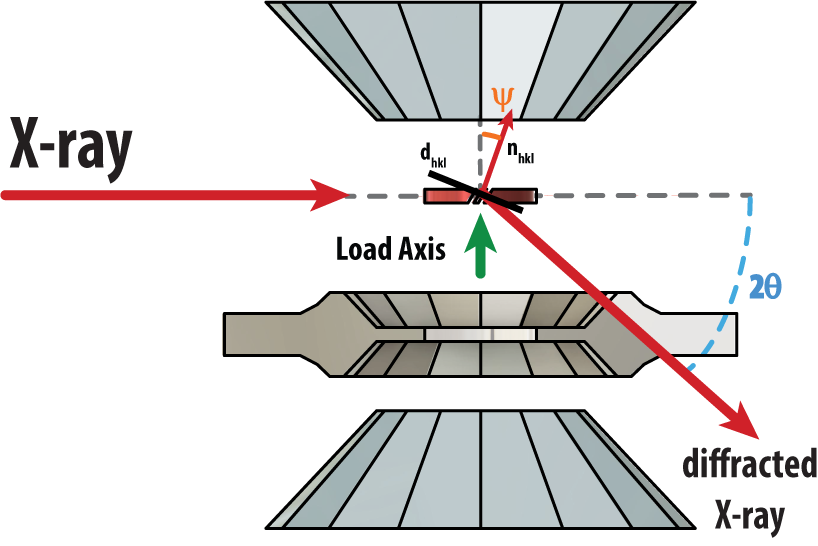 Ψ
X-ray
d_hkl
n_hkl
Load Axis
2θ
diffracted
X-ray